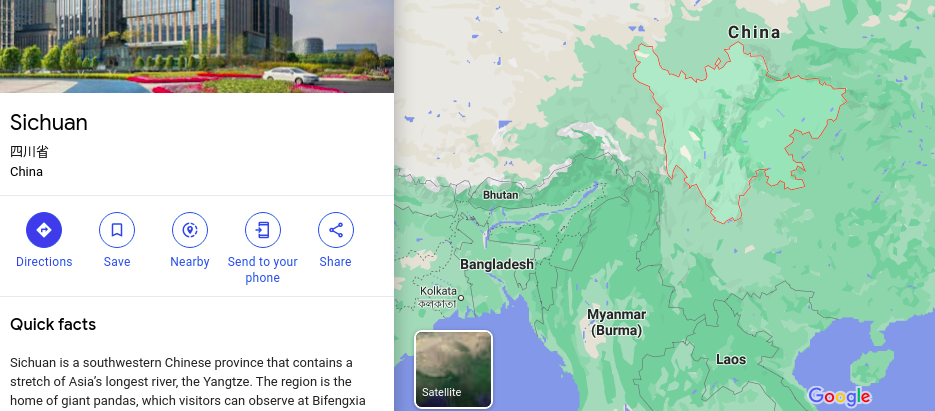 Sichuan
四川省
China
Directions
Save
Nearby
Send to your
phone
Share
Quick facts
Sichuan is a southwestern Chinese province that contains a
stretch of Asia’s longest river, the Yangtze. The region is the
home of giant pandas, which visitors can observe at Bifengxia
China
Bhutan
Bangladesh
Kolkata
কলকাতা
Myanmar
(Burma)
Laos
Satellite
Google